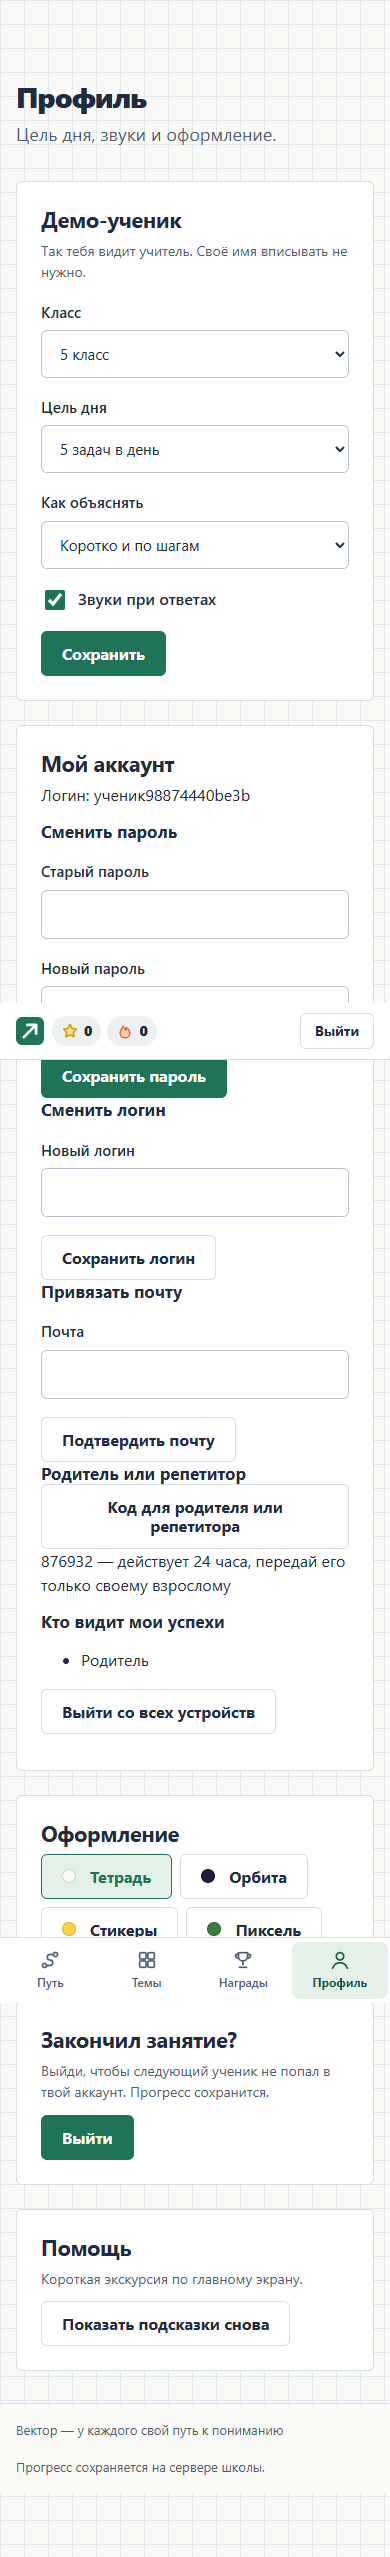 Профиль
Цель дня, звуки и оформление.
Демо-ученик
Так тебя видит учитель. Своё имя вписывать не
нужно.
Класс
5 класс
Цель дня
5 задач в день
Как объяснять
Коротко и по шагам
Звуки при ответах
Сохранить
Мой аккаунт
Логин: ученик98874440be3b
Сменить пароль
Старый пароль
Новый пароль
0 0 Выйти
Сохранить пароль
Сменить логин
Новый логин
Сохранить логин
Привязать почту
Почта
Подтвердить почту
Родитель или репетитор
Код для родителя или
репетитора
876932 — действует 24 часа, передай его
только своему взрослому
Кто видит мои успехи
Родитель
Выйти со всех устройств
Оформление
Тетрадь Орбита
Стикеры Пиксель
Путь Темы Награды Профиль
Закончил занятие?
Выйди, чтобы следующий ученик не попал в
твой аккаунт. Прогресс сохранится.
Выйти
Помощь
Короткая экскурсия по главному экрану.
Показать подсказки снова
Вектор — у каждого свой путь к пониманию
Прогресс сохраняется на сервере школы.